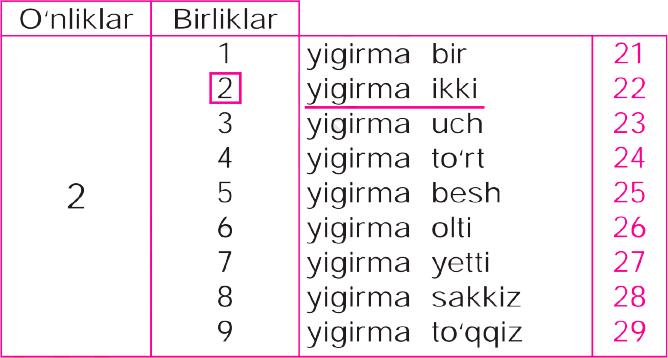 O‘nliklar Birliklar
1 yigirma bir 21
2 yigirma ikki 22
3 yigirma uch 23
4 yigirma to‘rt 24
2 5 yigirma besh 25
6 yigirma olti 26
7 yigirma yetti 27
8 yigirma sakkiz 28
9 yigirma to‘qqiz 29